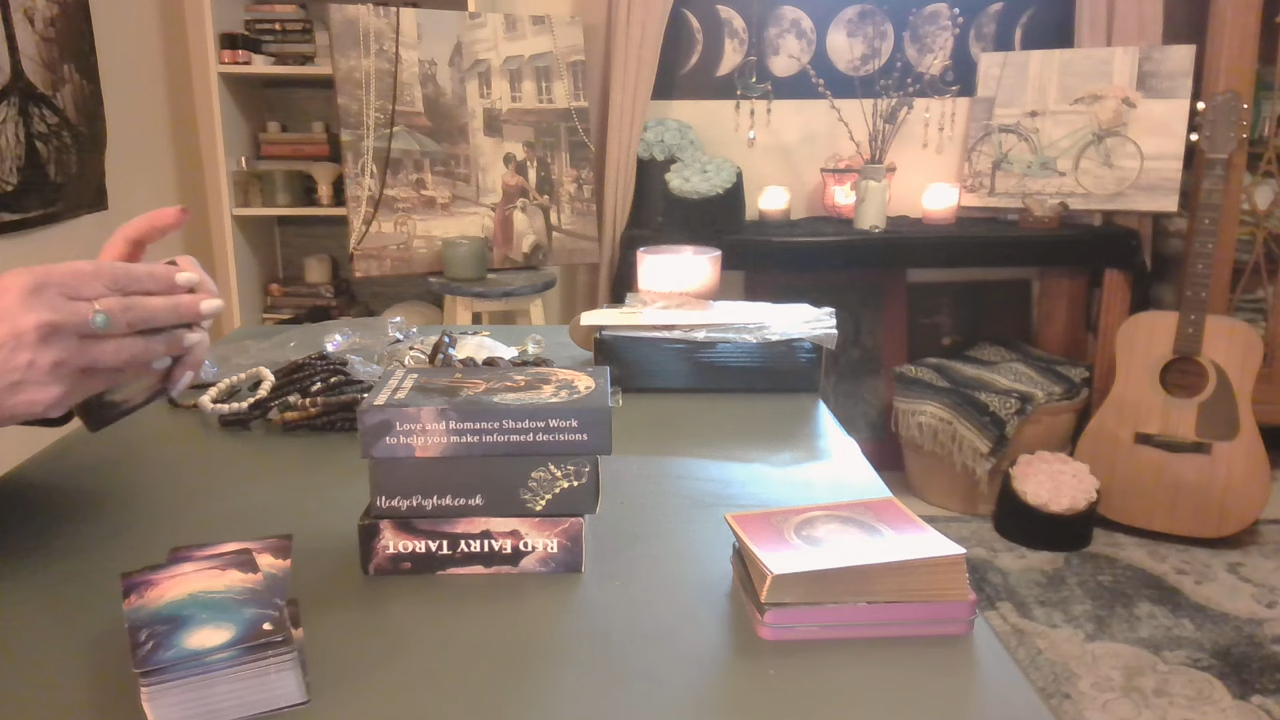 Love and Romance Shadow Work
to help you make informed decisions
HedgePigInk.co.uk
RED FAIRY TAROT